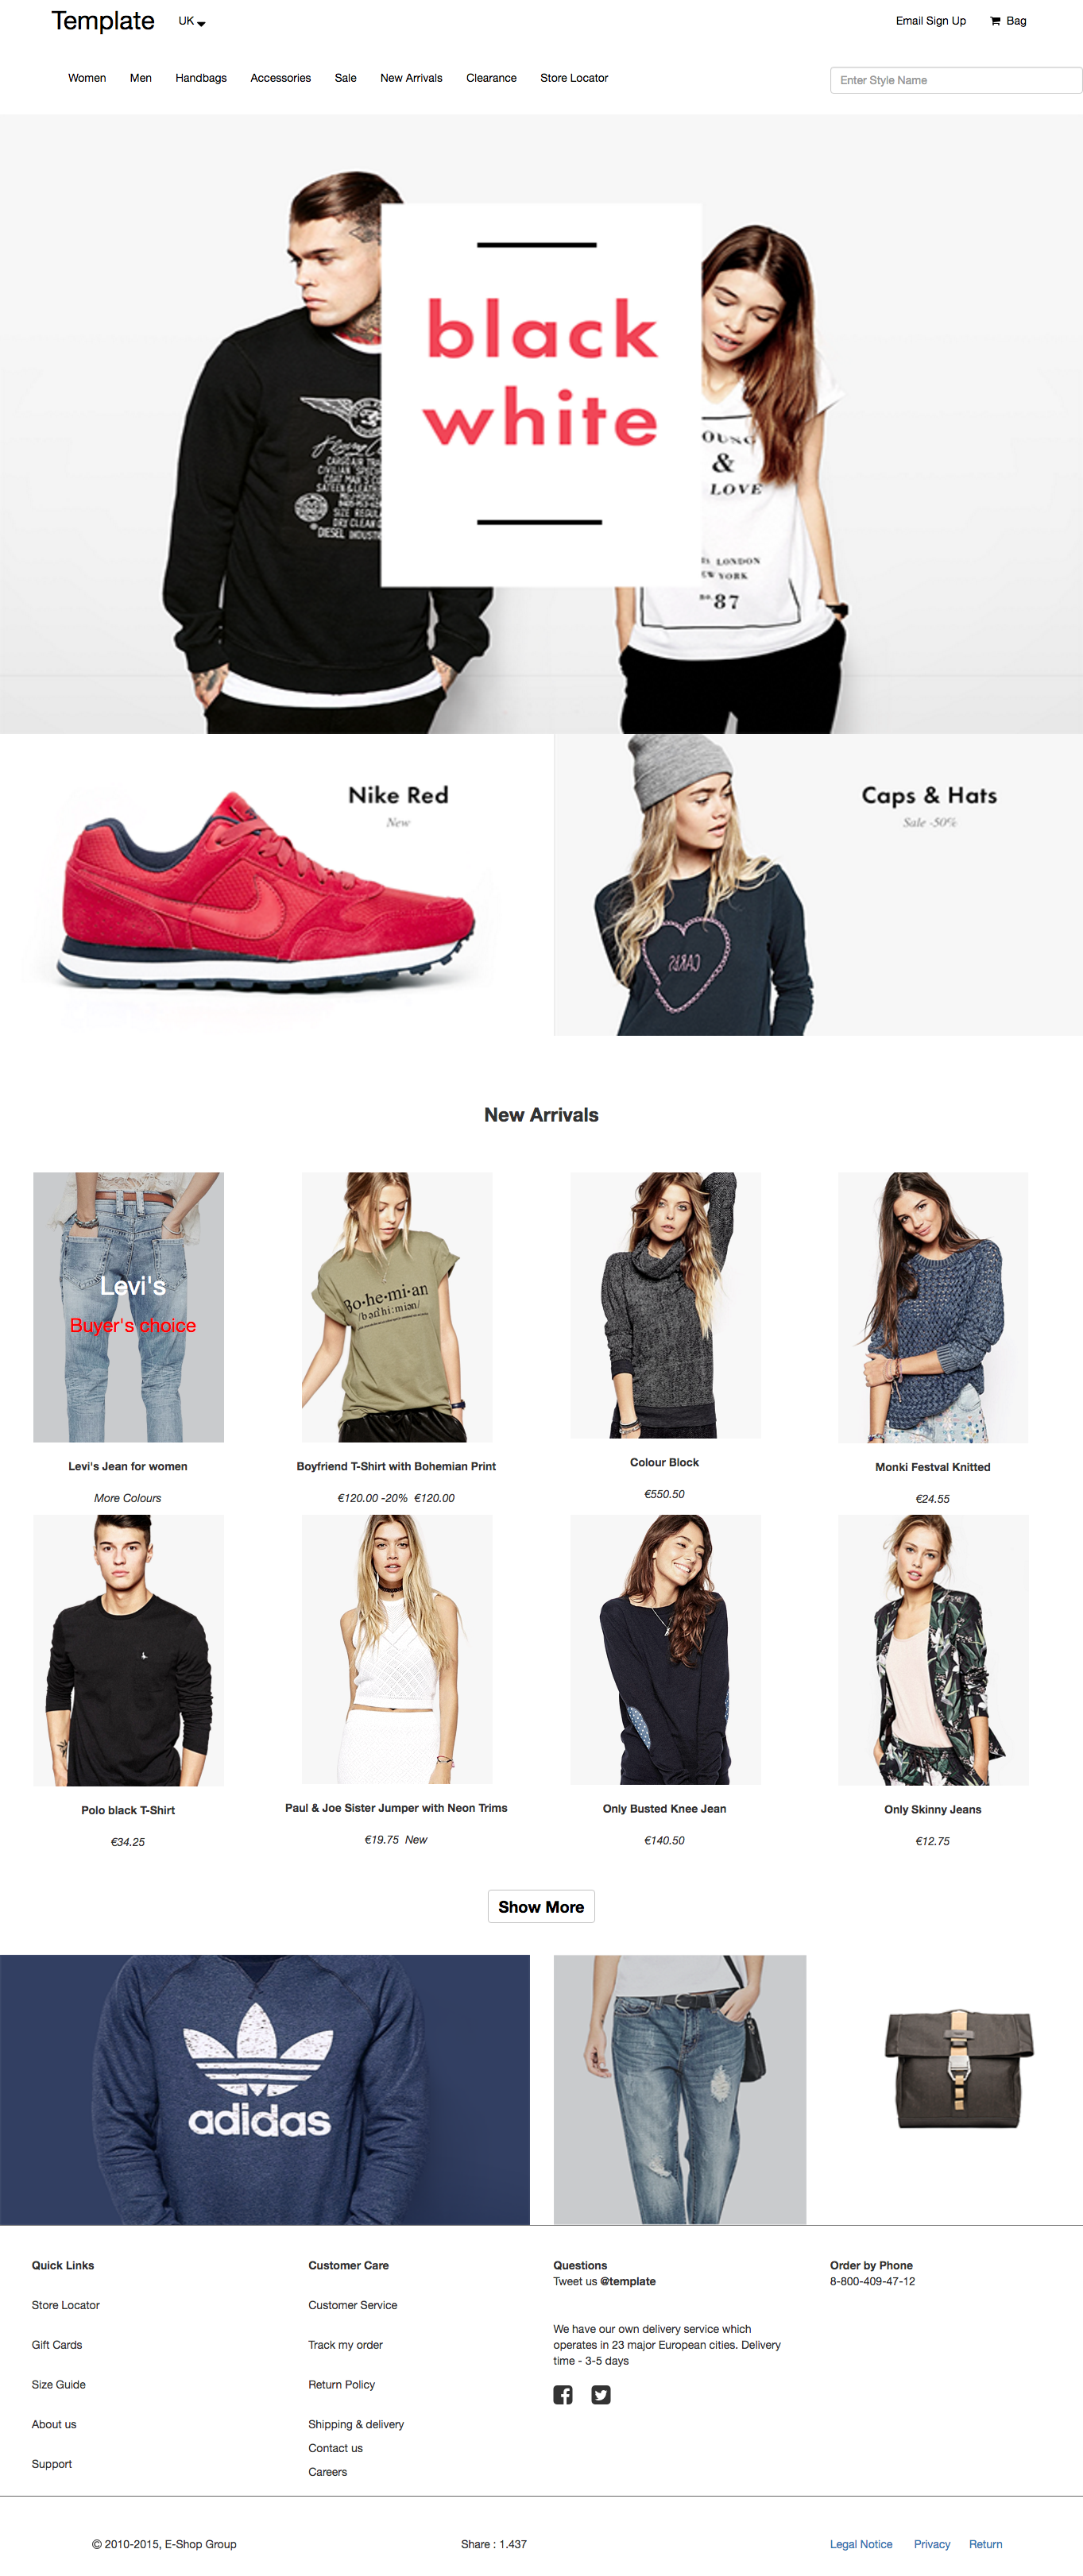 Template UK Email Sign Up Bag
Women Men Handbags Accessories Sale New Arrivals Clearance Store Locator
Enter Style Name
black
white
OUNG
&
LOVE
LONDON
EW YORK
no. 87
DIESEL INDUST
Nike Red
New
Caps & Hats
Sale -50%
New Arrivals
Levi's
Buyer's choice
Bo·he·mi·an
Levi's Jean for women
More Colours
Boyfriend T-Shirt with Bohemian Print
€120.00 -20% €120.00
Colour Block
€550.50
Monki Festval Knitted
€24.55
Polo black T-Shirt
€34.25
Paul & Joe Sister Jumper with Neon Trims
€19.75 New
Only Busted Knee Jean
€140.50
Only Skinny Jeans
€12.75
Show More
adidas
Quick Links
Store Locator
Gift Cards
Size Guide
About us
Support
Customer Care
Customer Service
Track my order
Return Policy
Shipping & delivery
Contact us
Careers
Questions
Tweet us @template
We have our own delivery service which
operates in 23 major European cities. Delivery
time - 3-5 days
Order by Phone
8-800-409-47-12
© 2010-2015, E-Shop Group
Share : 1.437
Legal Notice Privacy Return